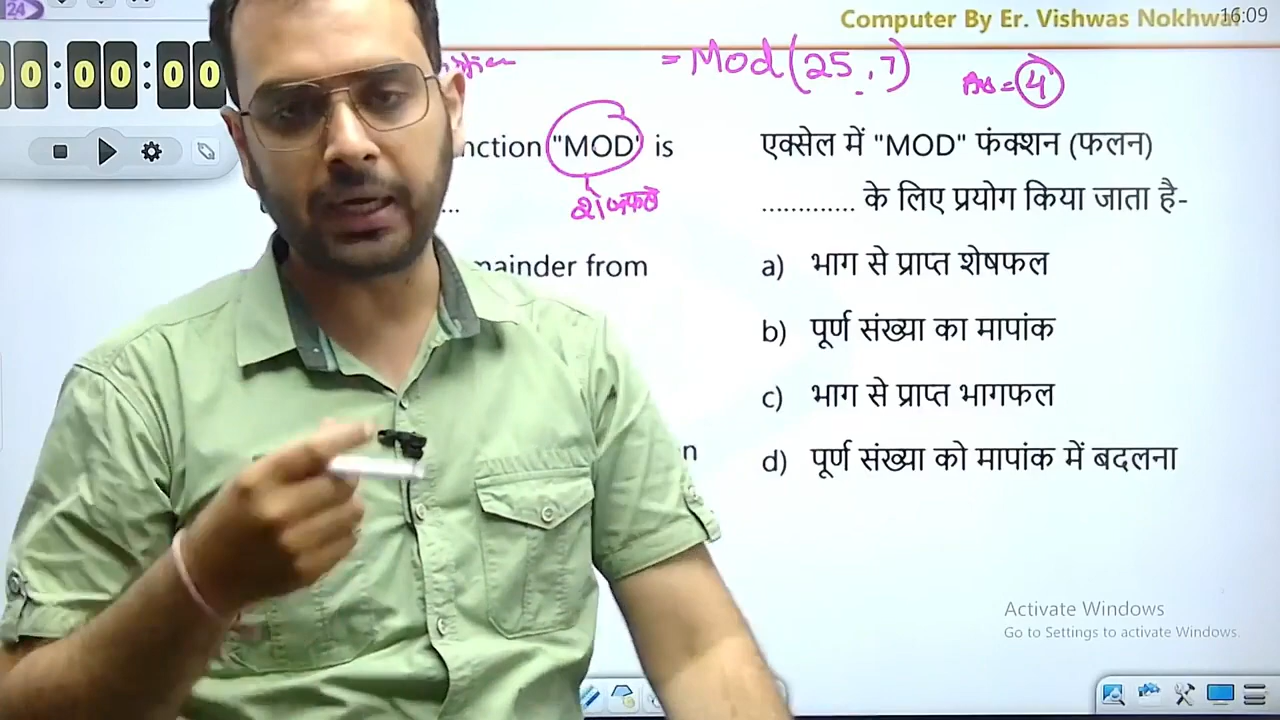 24
Computer By Er. Vishwas Nokhwal
16:09
00:00:00
=Mod(25,7)
Ans=4
nction "MOD" is
शेषफल
...
mainder from
n
एक्सेल में "MOD" फंक्शन (फलन)
............. के लिए प्रयोग किया जाता है-
a) भाग से प्राप्त शेषफल
b) पूर्ण संख्या का मापांक
c) भाग से प्राप्त भागफल
d) पूर्ण संख्या को मापांक में बदलना
Activate Windows
Go to Settings to activate Windows.